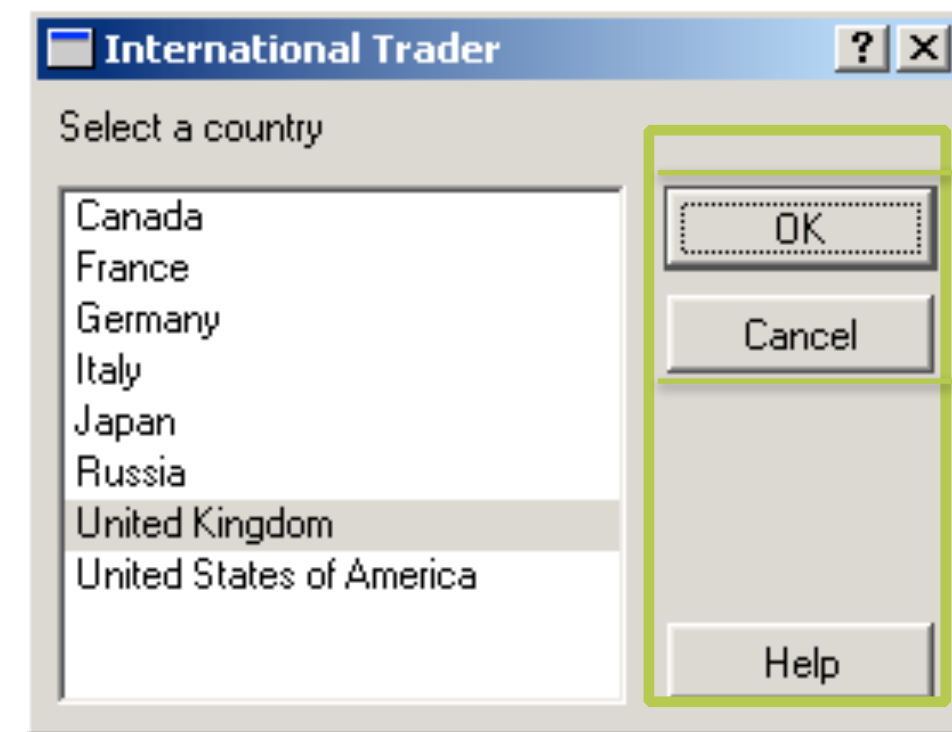 International Trader
Select a country
Canada
France
Germany
Italy
Japan
Russia
United Kingdom
United States of America
OK
Cancel
Help